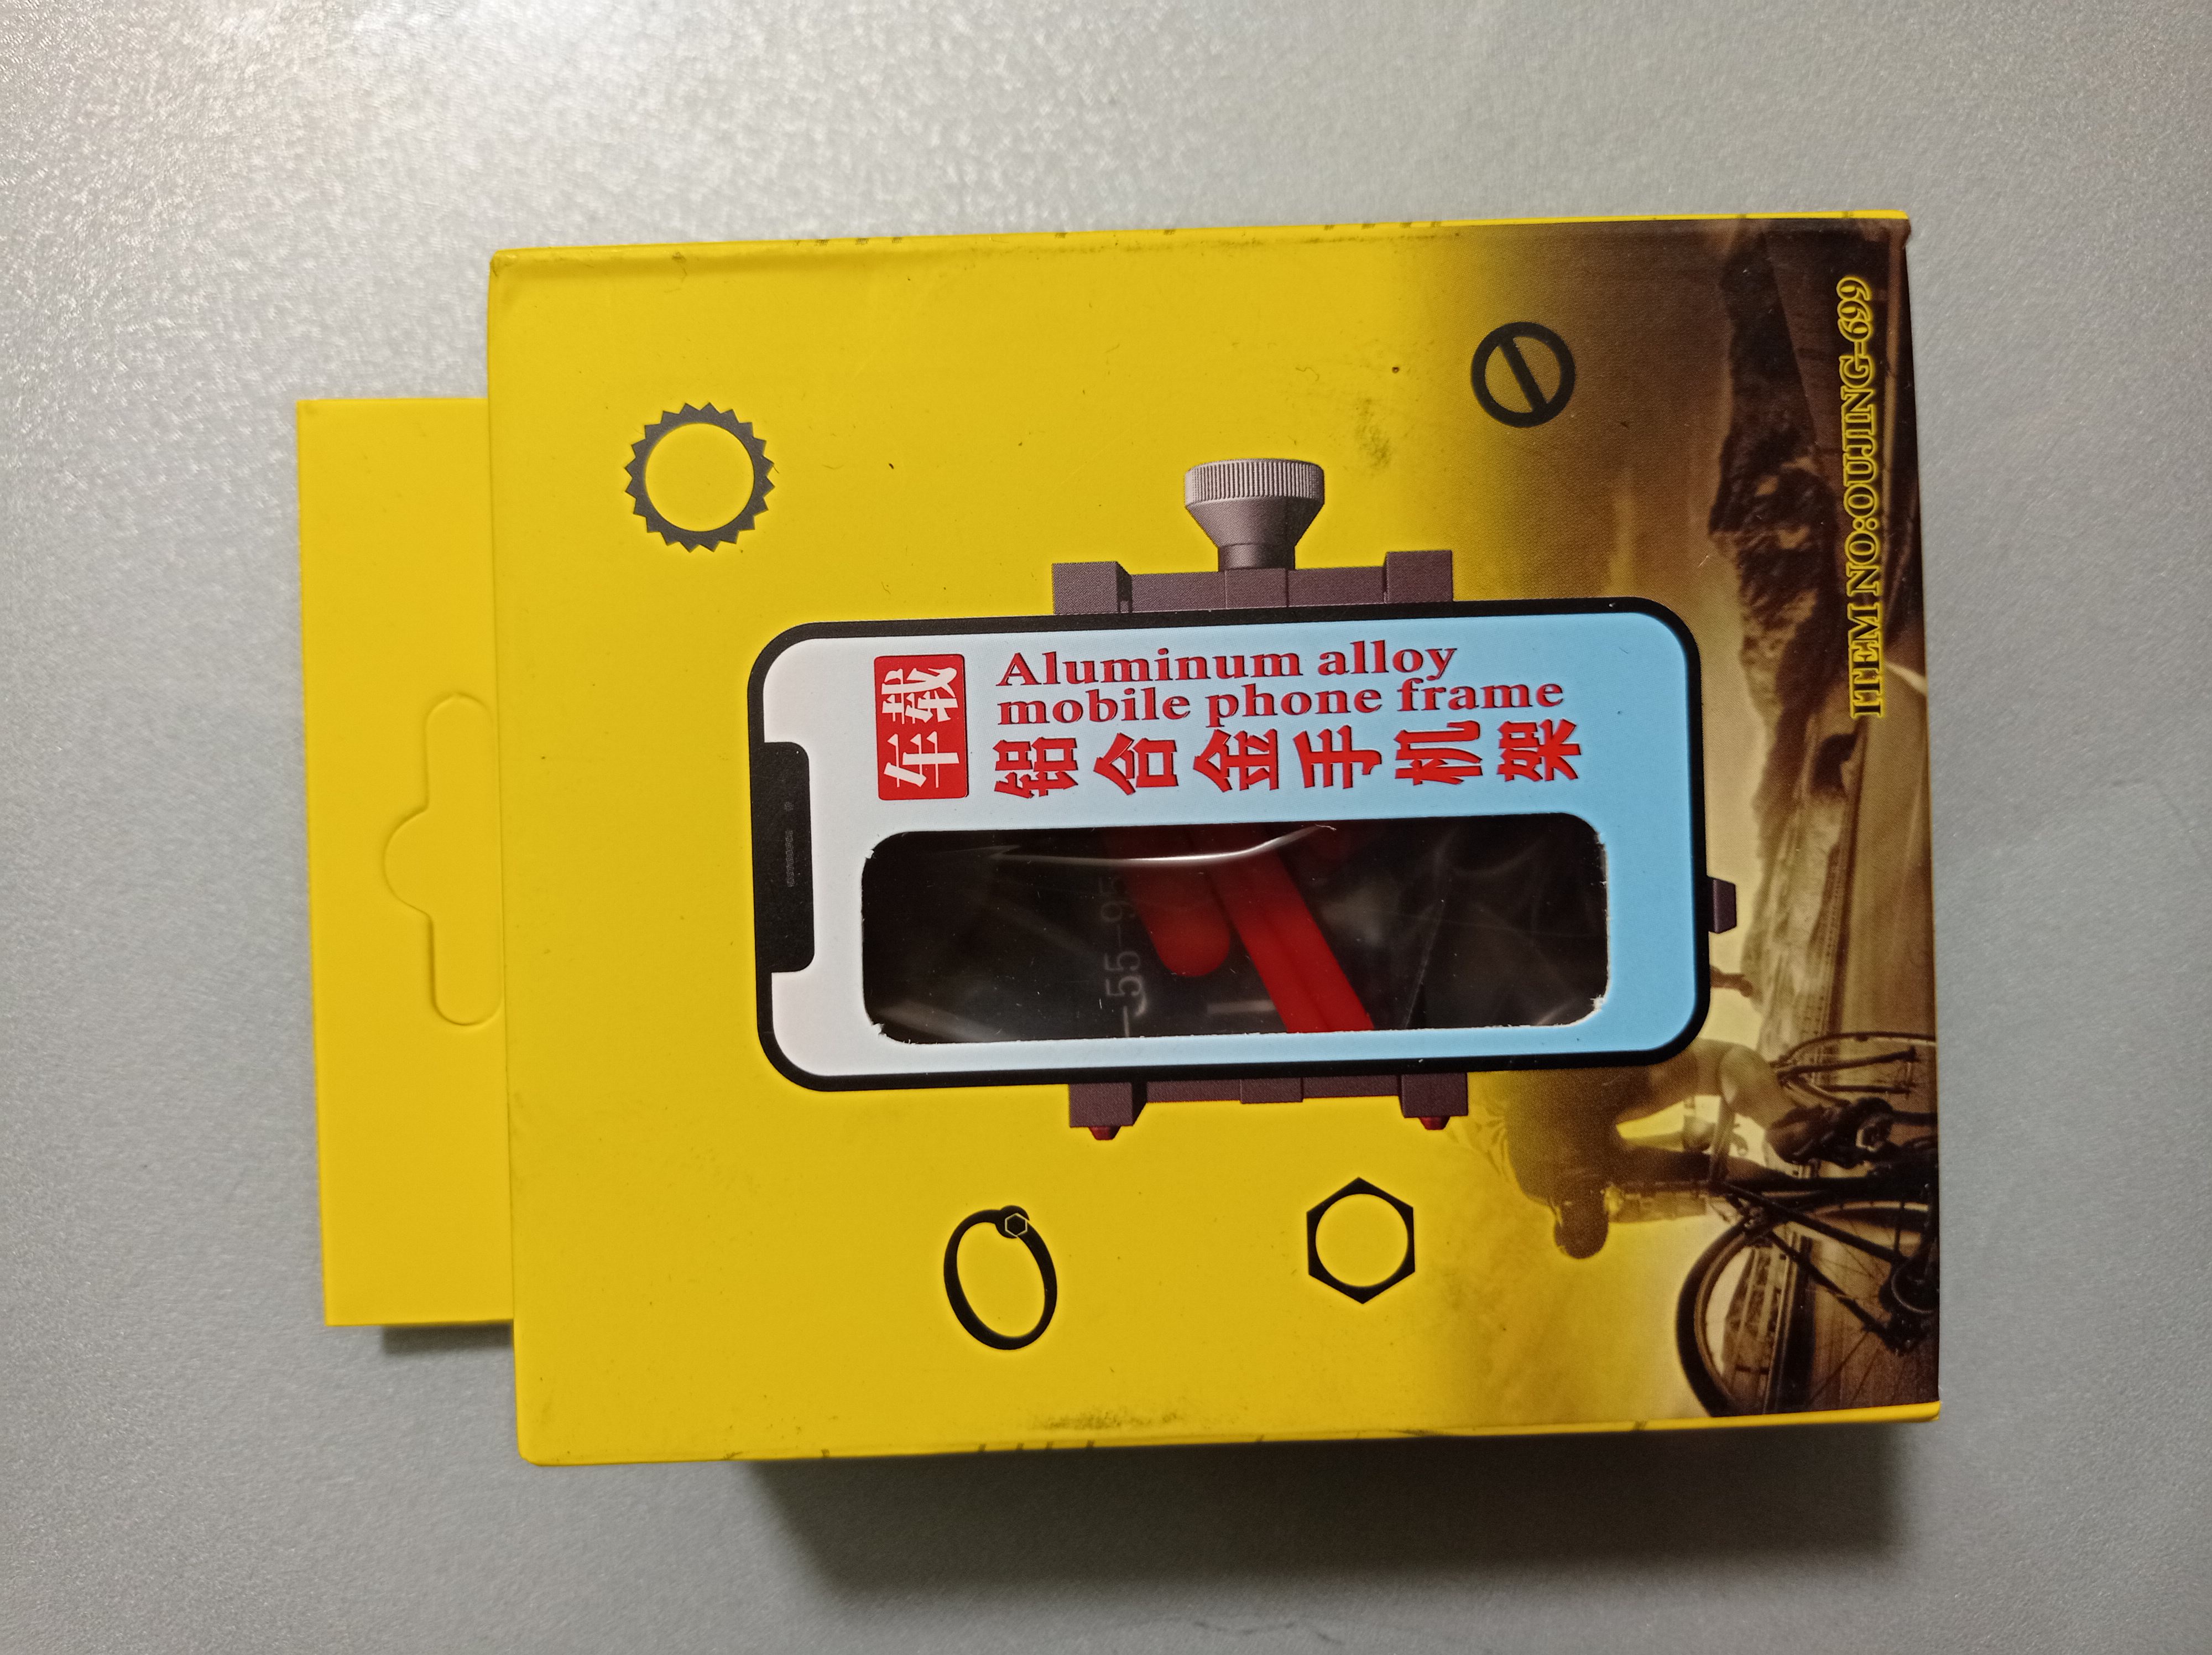 车载
Aluminum alloy
mobile phone frame
铝合金手机架
55-95
ITEM NO:OUJING-699